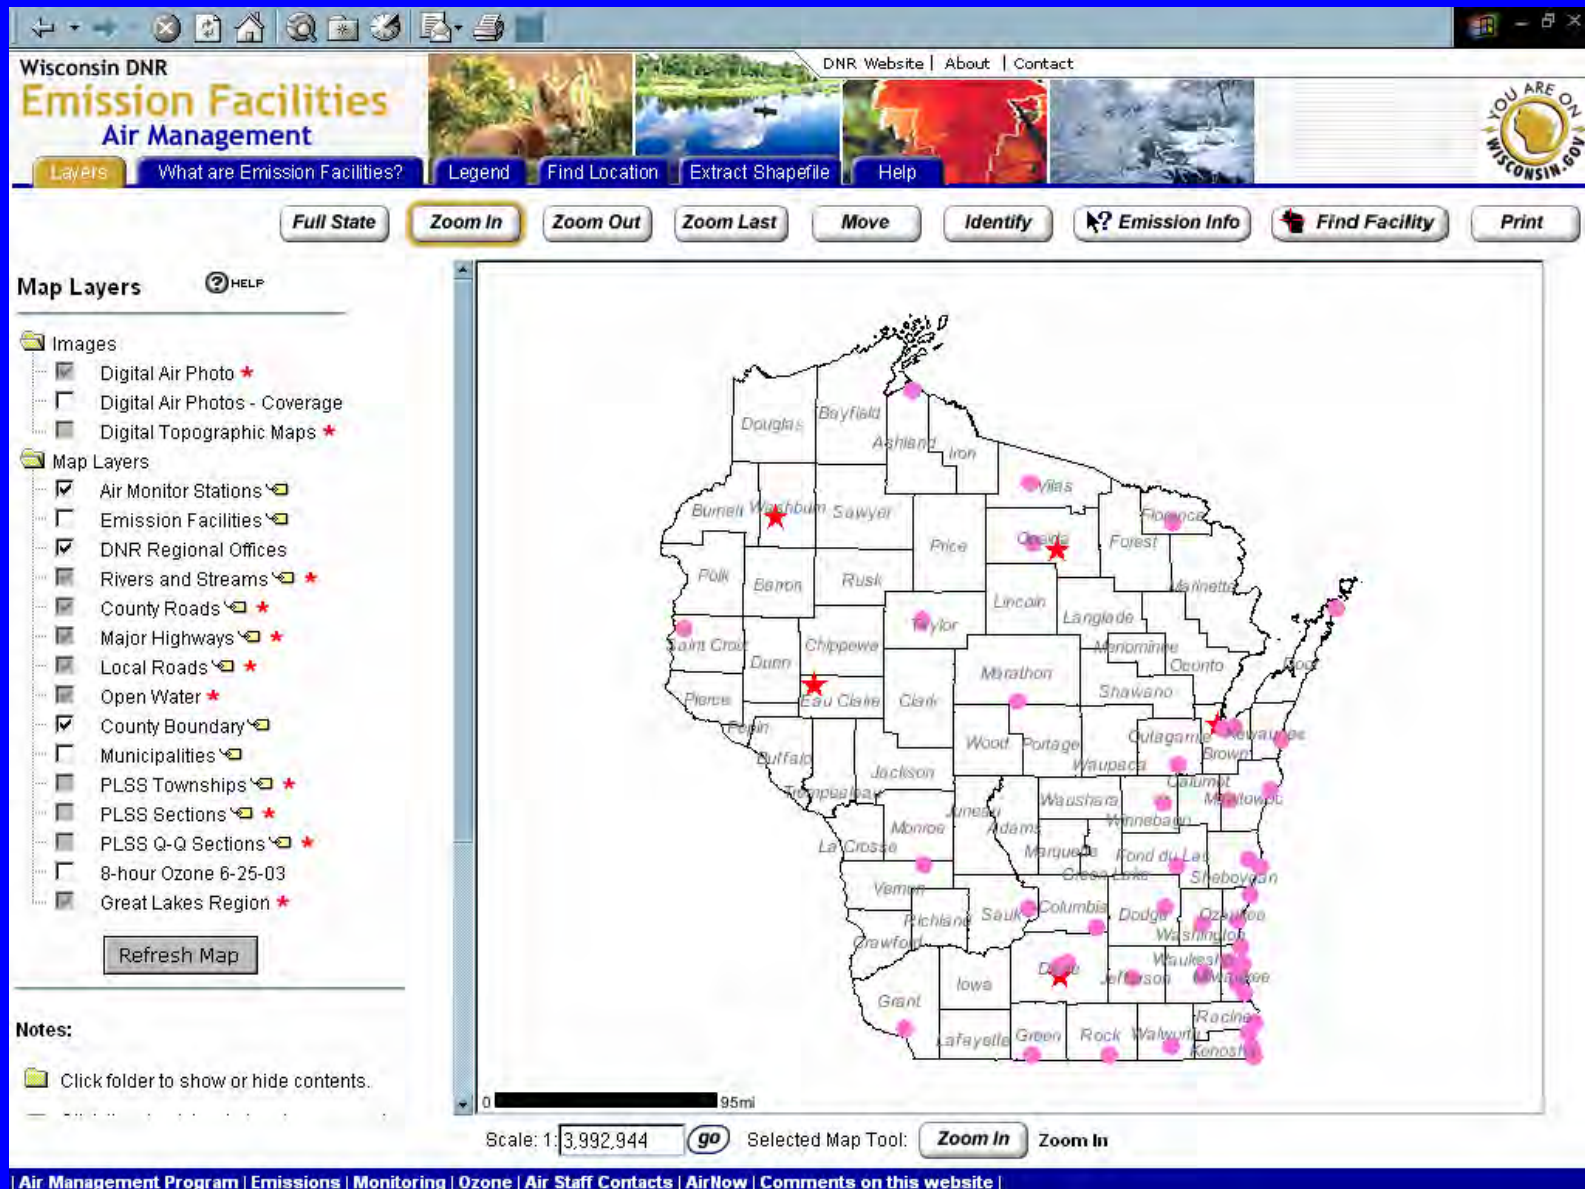 DNR Website | About | Contact
Wisconsin DNR
Emission Facilities
Air Management
YOU ARE ON
WISCONSIN.GOV
Layers What are Emission Facilities? Legend Find Location Extract Shapefile Help
Full State Zoom In Zoom Out Zoom Last Move Identify Emission Info Find Facility Print
Map Layers ? HELP
Images
Digital Air Photo *
Digital Air Photos - Coverage
Digital Topographic Maps *
Map Layers
Air Monitor Stations
Emission Facilities
DNR Regional Offices
Rivers and Streams *
County Roads *
Major Highways *
Local Roads *
Open Water *
County Boundary
Municipalities
PLSS Townships *
PLSS Sections *
PLSS Q-Q Sections *
8-hour Ozone 6-25-03
Great Lakes Region *
Refresh Map
Notes:
Click folder to show or hide contents.
Douglas
Bayfield
Ashland
Iron
Vilas
Burnett
Washburn
Sawyer
Florence
Price
Oneida
Forest
Polk
Barron
Rusk
Marinette
Lincoln
Langlade
Taylor
Saint Croix
Chippewa
Menominee
Dunn
Oconto
Door
Marathon
Shawano
Pierce
Eau Claire
Clark
Pepin
Wood
Portage
Outagamie
Kewaunee
Brown
Buffalo
Waupaca
Jackson
Calumet
Trempealeau
Waushara
Manitowoc
Juneau
Winnebago
Monroe
Adams
La Crosse
Marquette
Fond du Lac
Green Lake
Sheboygan
Vernon
Richland
Sauk
Columbia
Dodge
Ozaukee
Washington
Crawford
Dane
Waukesha
Jefferson
Milwaukee
Iowa
Grant
Racine
Lafayette
Green
Rock
Walworth
Kenosha
0 95mi
Scale: 1: 3,992,944 go Selected Map Tool: Zoom In Zoom In
| Air Management Program | Emissions | Monitoring | Ozone | Air Staff Contacts | AirNow | Comments on this website |